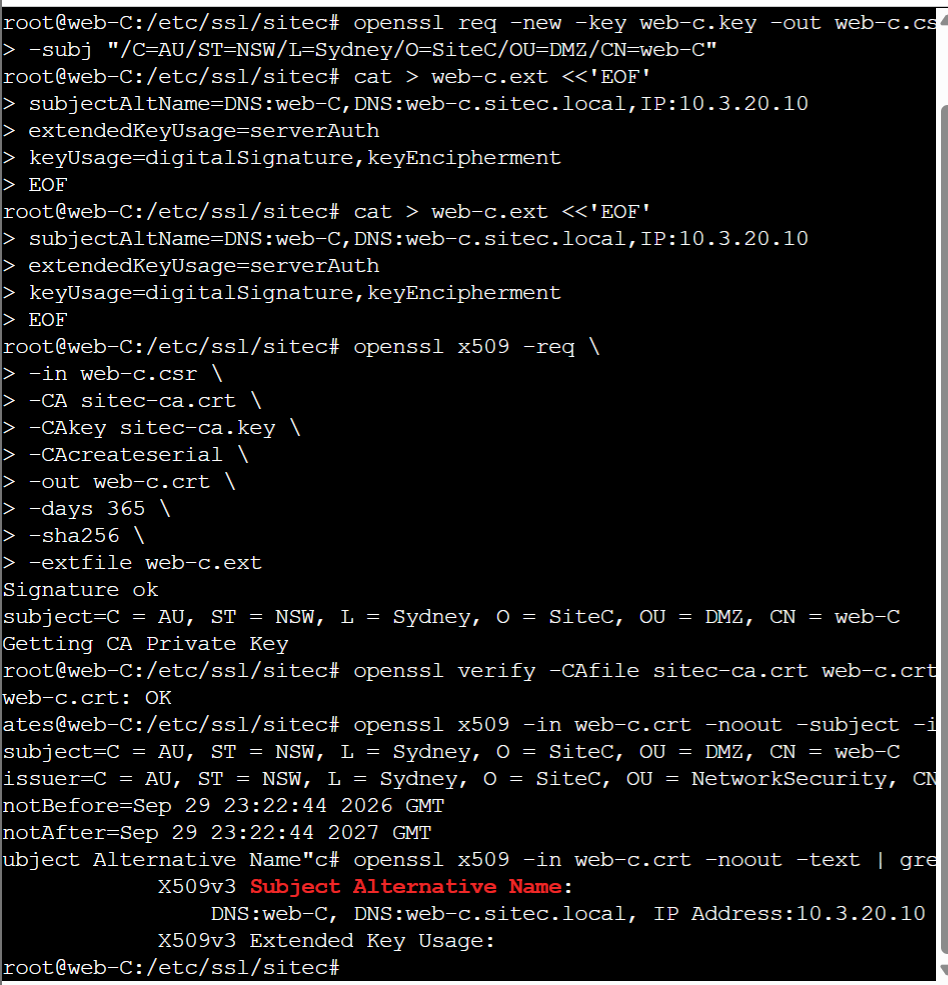 root@web-C:/etc/ssl/sitec# openssl req -new -key web-c.key -out web-c.cs
> -subj "/C=AU/ST=NSW/L=Sydney/O=SiteC/OU=DMZ/CN=web-C"
root@web-C:/etc/ssl/sitec# cat > web-c.ext <<'EOF'
> subjectAltName=DNS:web-C,DNS:web-c.sitec.local,IP:10.3.20.10
> extendedKeyUsage=serverAuth
> keyUsage=digitalSignature,keyEncipherment
> EOF
root@web-C:/etc/ssl/sitec# cat > web-c.ext <<'EOF'
> subjectAltName=DNS:web-C,DNS:web-c.sitec.local,IP:10.3.20.10
> extendedKeyUsage=serverAuth
> keyUsage=digitalSignature,keyEncipherment
> EOF
root@web-C:/etc/ssl/sitec# openssl x509 -req \
> -in web-c.csr \
> -CA sitec-ca.crt \
> -CAkey sitec-ca.key \
> -CAcreateserial \
> -out web-c.crt \
> -days 365 \
> -sha256 \
> -extfile web-c.ext
Signature ok
subject=C = AU, ST = NSW, L = Sydney, O = SiteC, OU = DMZ, CN = web-C
Getting CA Private Key
root@web-C:/etc/ssl/sitec# openssl verify -CAfile sitec-ca.crt web-c.crt
web-c.crt: OK
ates@web-C:/etc/ssl/sitec# openssl x509 -in web-c.crt -noout -subject -i
subject=C = AU, ST = NSW, L = Sydney, O = SiteC, OU = DMZ, CN = web-C
issuer=C = AU, ST = NSW, L = Sydney, O = SiteC, OU = NetworkSecurity, CN
notBefore=Sep 29 23:22:44 2026 GMT
notAfter=Sep 29 23:22:44 2027 GMT
ubject Alternative Name"c# openssl x509 -in web-c.crt -noout -text | gre
X509v3 Subject Alternative Name:
DNS:web-C, DNS:web-c.sitec.local, IP Address:10.3.20.10
X509v3 Extended Key Usage:
root@web-C:/etc/ssl/sitec#